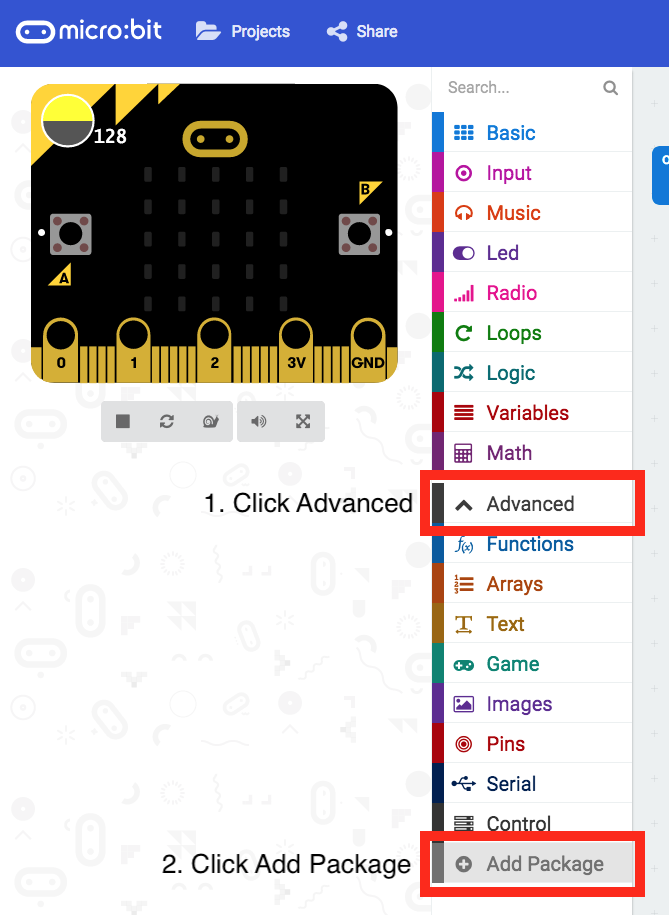 micro:bit Projects Share
Search...
128
B
A
0 1 2 3V GND
Basic
Input
Music
Led
Radio
Loops
Logic
Variables
Math
1. Click Advanced
Advanced
f(x) Functions
Arrays
Text
Game
Images
Pins
Serial
Control
2. Click Add Package
Add Package